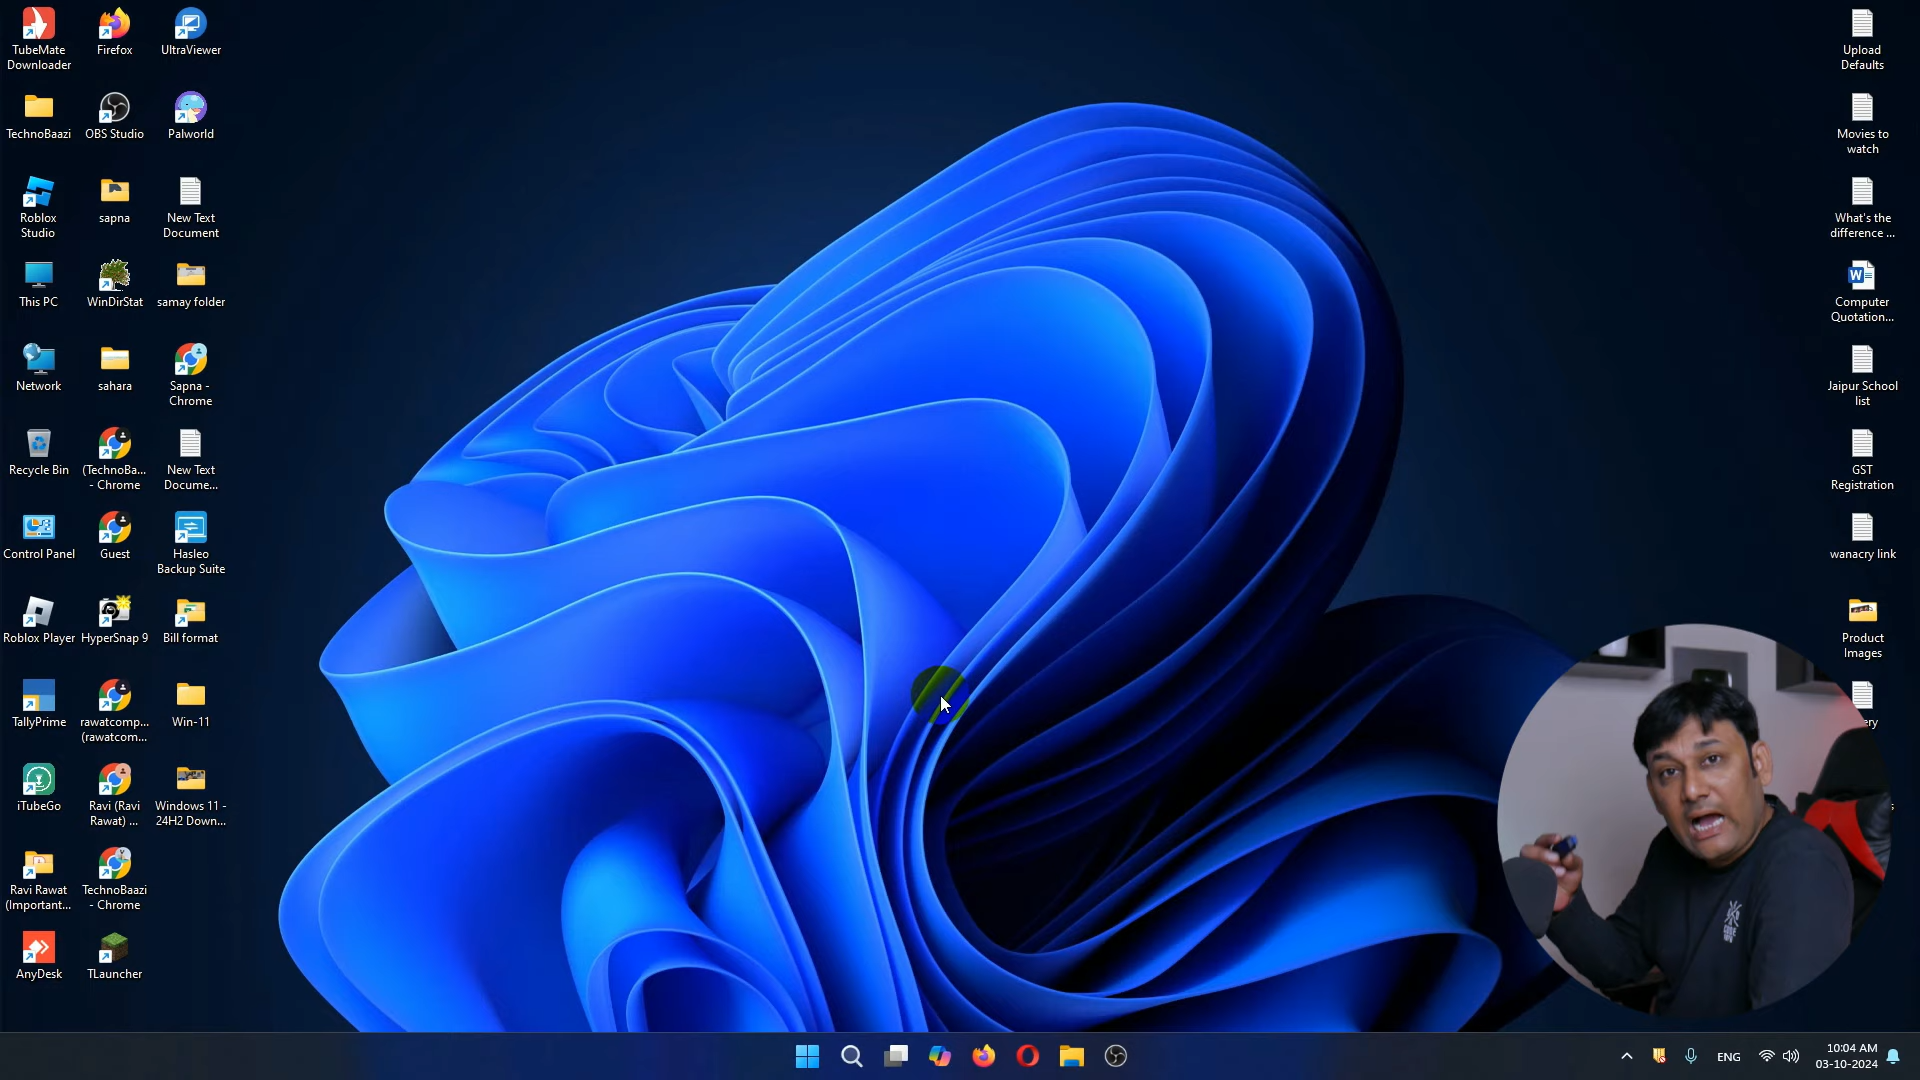 TubeMate
Downloader
Firefox
UltraViewer
TechnoBaazi
OBS Studio
Palworld
Roblox
Studio
sapna
New Text
Document
This PC
WinDirStat
samay folder
Network
sahara
Sapna -
Chrome
Recycle Bin
(TechnoBa...
- Chrome
New Text
Docume...
Control Panel
Guest
Hasleo
Backup Suite
Roblox Player
HyperSnap 9
Bill format
TallyPrime
rawatcomp...
(rawatcom...
Win-11
iTubeGo
Ravi (Ravi
Rawat) ...
Windows 11 -
24H2 Down...
Ravi Rawat
(Important...
TechnoBaazi
- Chrome
AnyDesk
TLauncher
Upload
Defaults
Movies to
watch
What's the
difference ...
Computer
Quotation...
Jaipur School
list
GST
Registration
wanacry link
Product
Images
ENG
10:04 AM
03-10-2024